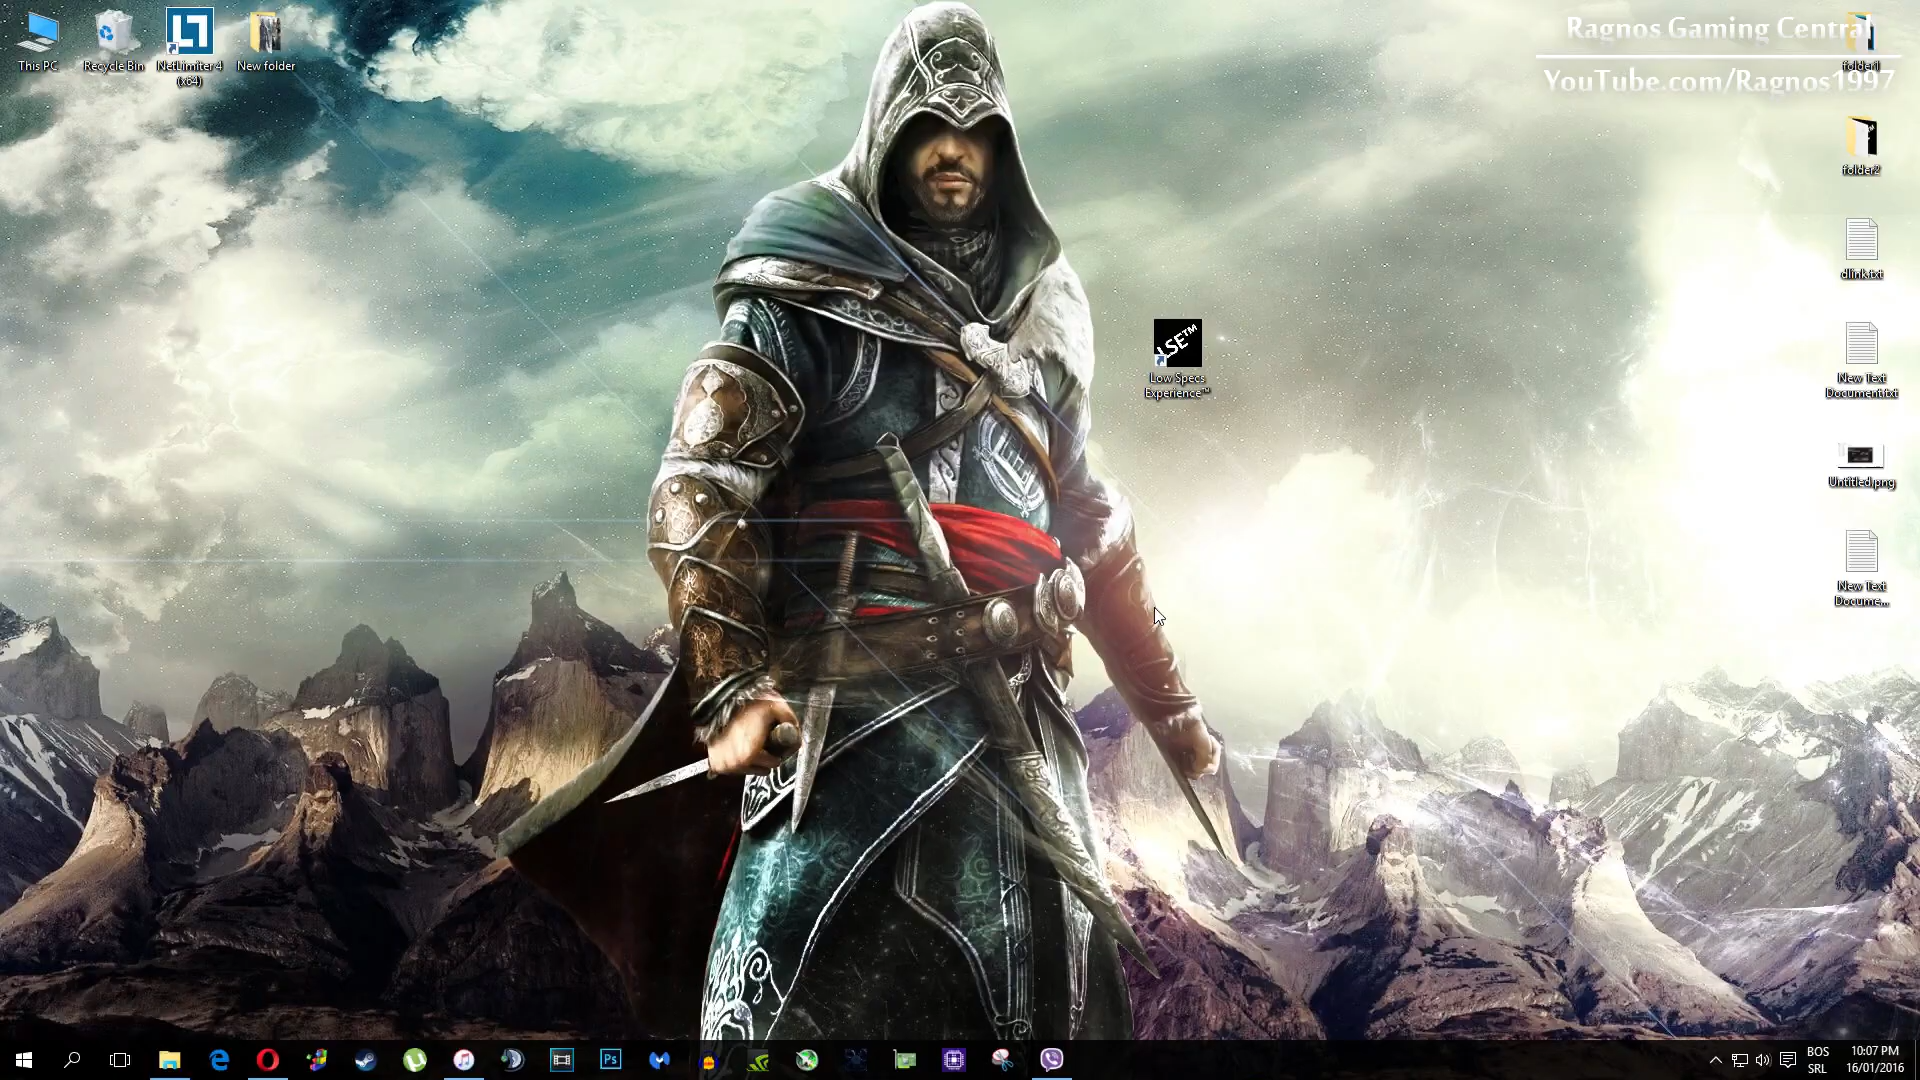 This PC
Recycle Bin
NetLimiter 4
(x64)
New folder
Ragnos Gaming Central
YouTube.com/Ragnos1997
folder1
folder2
dlink.txt
New Text
Document.txt
Untitled.png
New Text
Docume...
LSE™
Low Specs
Experience™
Ps
BOS
SRL
10:07 PM
16/01/2016